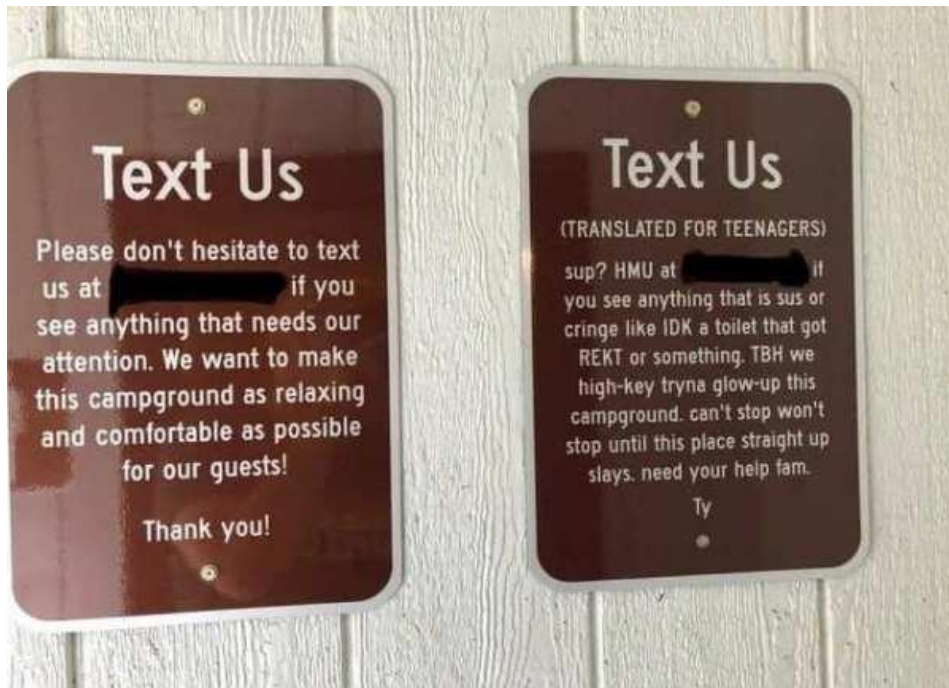 Text Us
Please don't hesitate to text
us at if you
see anything that needs our
attention. We want to make
this campground as relaxing
and comfortable as possible
for our guests!
Thank you!
Text Us
(TRANSLATED FOR TEENAGERS)
sup? HMU at if
you see anything that is sus or
cringe like IDK a toilet that got
REKT or something. TBH we
high-key tryna glow-up this
campground. can't stop won't
stop until this place straight up
slays. need your help fam.
Ty